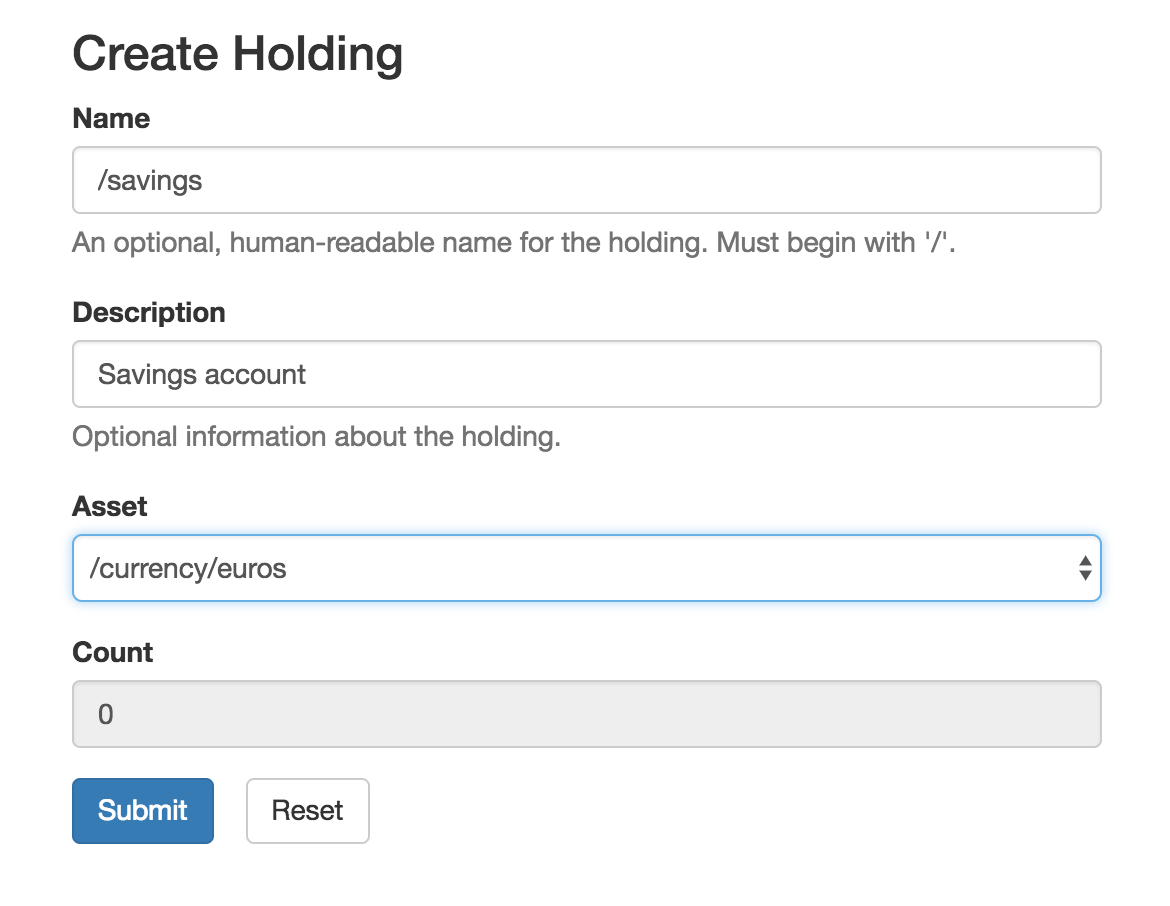 Create Holding
Name
/savings
An optional, human-readable name for the holding. Must begin with '/'.
Description
Savings account
Optional information about the holding.
Asset
/currency/euros
Count
0
Submit Reset